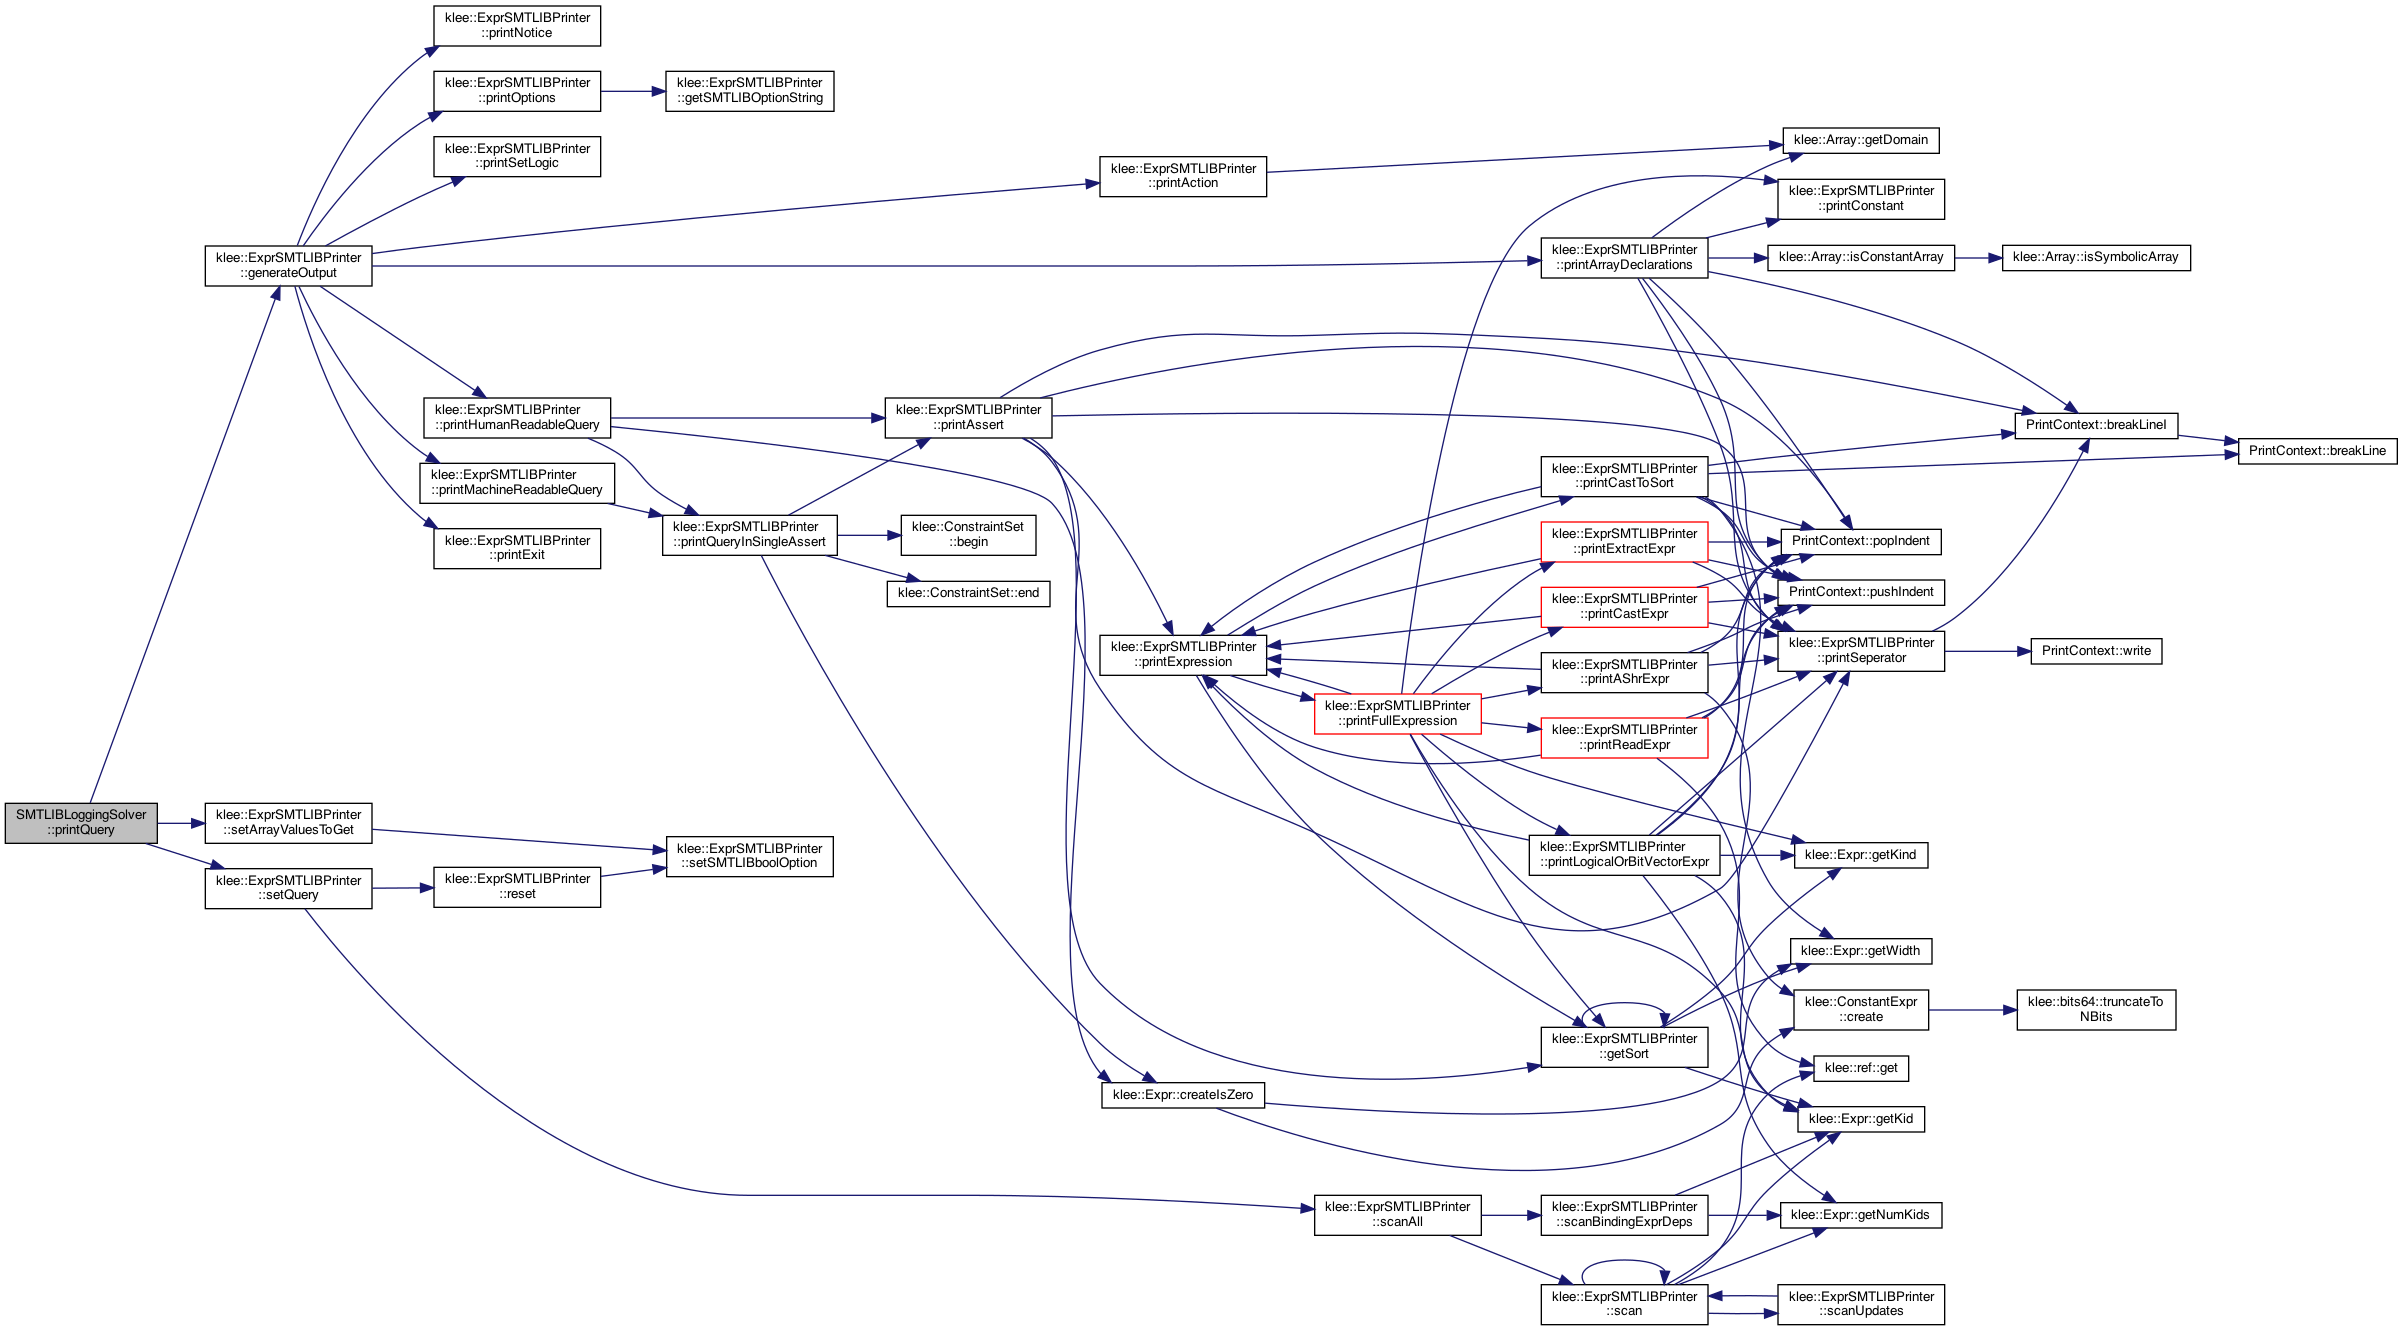 klee::ExprSMTLIBPrinter
::printNotice
klee::ExprSMTLIBPrinter
::printOptions
klee::ExprSMTLIBPrinter
::getSMTLIBOptionString
klee::ExprSMTLIBPrinter
::printSetLogic
klee::ExprSMTLIBPrinter
::printAction
klee::Array::getDomain
klee::ExprSMTLIBPrinter
::printConstant
klee::ExprSMTLIBPrinter
::generateOutput
klee::ExprSMTLIBPrinter
::printArrayDeclarations
klee::Array::isConstantArray
klee::Array::isSymbolicArray
klee::ExprSMTLIBPrinter
::printHumanReadableQuery
klee::ExprSMTLIBPrinter
::printAssert
PrintContext::breakLineI
PrintContext::breakLine
klee::ExprSMTLIBPrinter
::printMachineReadableQuery
klee::ExprSMTLIBPrinter
::printCastToSort
klee::ExprSMTLIBPrinter
::printExit
klee::ExprSMTLIBPrinter
::printQueryInSingleAssert
klee::ConstraintSet
::begin
klee::ConstraintSet::end
klee::ExprSMTLIBPrinter
::printExtractExpr
PrintContext::popIndent
klee::ExprSMTLIBPrinter
::printCastExpr
PrintContext::pushIndent
klee::ExprSMTLIBPrinter
::printExpression
klee::ExprSMTLIBPrinter
::printAShrExpr
klee::ExprSMTLIBPrinter
::printSeperator
PrintContext::write
klee::ExprSMTLIBPrinter
::printFullExpression
klee::ExprSMTLIBPrinter
::printReadExpr
SMTLIBLoggingSolver
::printQuery
klee::ExprSMTLIBPrinter
::setArrayValuesToGet
klee::ExprSMTLIBPrinter
::setSMTLIBboolOption
klee::ExprSMTLIBPrinter
::printLogicalOrBitVectorExpr
klee::Expr::getKind
klee::ExprSMTLIBPrinter
::setQuery
klee::ExprSMTLIBPrinter
::reset
klee::Expr::getWidth
klee::ConstantExpr
::create
klee::bits64::truncateTo
NBits
klee::ExprSMTLIBPrinter
::getSort
klee::ref::get
klee::Expr::createIsZero
klee::Expr::getKid
klee::ExprSMTLIBPrinter
::scanAll
klee::ExprSMTLIBPrinter
::scanBindingExprDeps
klee::Expr::getNumKids
klee::ExprSMTLIBPrinter
::scan
klee::ExprSMTLIBPrinter
::scanUpdates